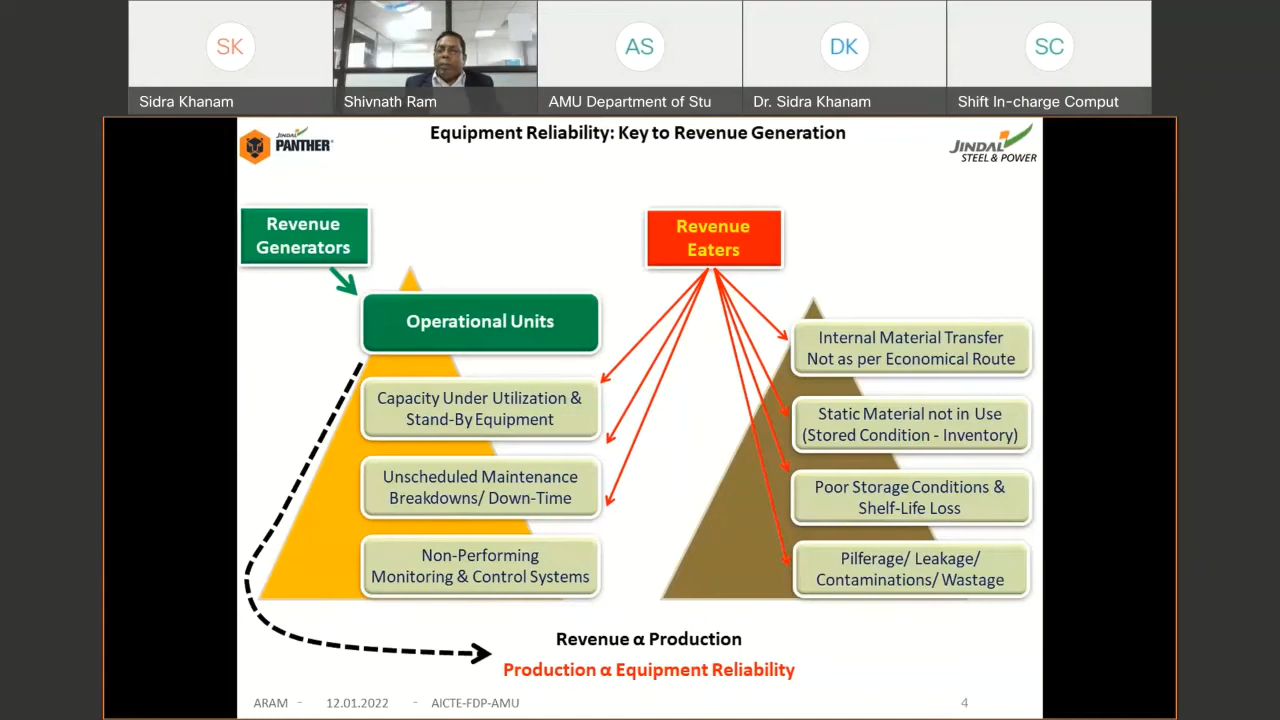 SK
AS
DK
SC
Sidra Khanam
Shivnath Ram
AMU Department of Stu
Dr. Sidra Khanam
Shift In-charge Comput
JINDAL
PANTHER
Equipment Reliability: Key to Revenue Generation
JINDAL
STEEL & POWER
Revenue
Generators
Revenue
Eaters
Operational Units
Capacity Under Utilization &
Stand-By Equipment
Unscheduled Maintenance
Breakdowns/ Down-Time
Non-Performing
Monitoring & Control Systems
Internal Material Transfer
Not as per Economical Route
Static Material not in Use
(Stored Condition - Inventory)
Poor Storage Conditions &
Shelf-Life Loss
Pilferage/ Leakage/
Contaminations/ Wastage
Revenue α Production
Production α Equipment Reliability
ARAM - 12.01.2022 - AICTE-FDP-AMU
4